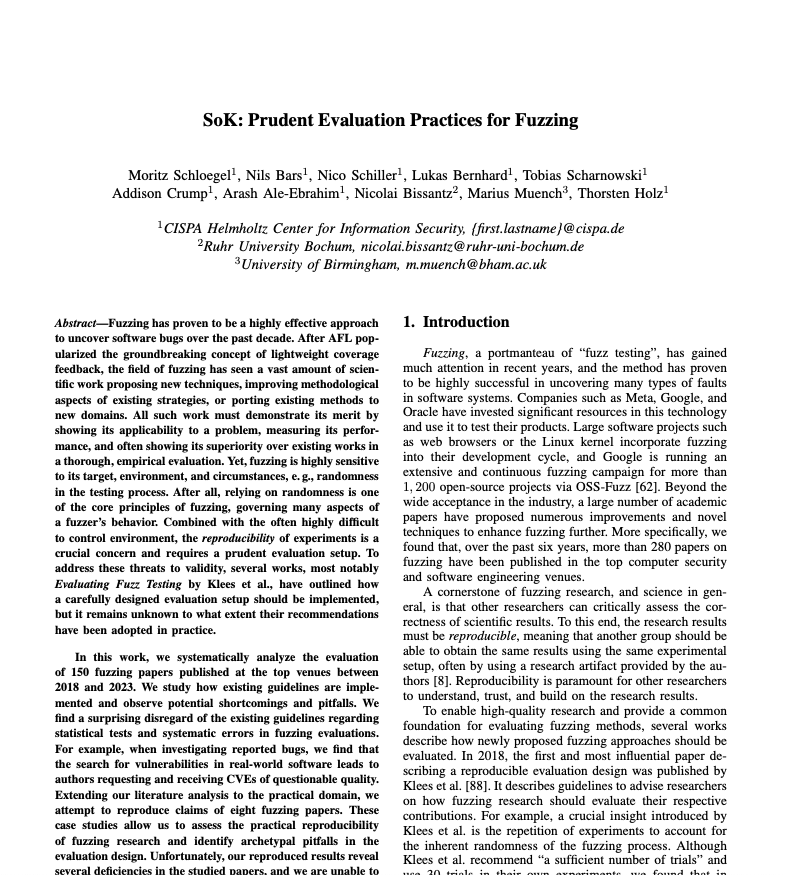 SoK: Prudent Evaluation Practices for Fuzzing
Moritz Schloegel1, Nils Bars1, Nico Schiller1, Lukas Bernhard1, Tobias Scharnowski1
Addison Crump1, Arash Ale-Ebrahim1, Nicolai Bissantz2, Marius Muench3, Thorsten Holz1
1CISPA Helmholtz Center for Information Security, {first.lastname}@cispa.de
2Ruhr University Bochum, nicolai.bissantz@ruhr-uni-bochum.de
3University of Birmingham, m.muench@bham.ac.uk
Abstract—Fuzzing has proven to be a highly effective approach
to uncover software bugs over the past decade. After AFL pop-
ularized the groundbreaking concept of lightweight coverage
feedback, the field of fuzzing has seen a vast amount of scien-
tific work proposing new techniques, improving methodological
aspects of existing strategies, or porting existing methods to
new domains. All such work must demonstrate its merit by
showing its applicability to a problem, measuring its perfor-
mance, and often showing its superiority over existing works in
a thorough, empirical evaluation. Yet, fuzzing is highly sensitive
to its target, environment, and circumstances, e. g., randomness
in the testing process. After all, relying on randomness is one
of the core principles of fuzzing, governing many aspects of
a fuzzer's behavior. Combined with the often highly difficult
to control environment, the reproducibility of experiments is a
crucial concern and requires a prudent evaluation setup. To
address these threats to validity, several works, most notably
Evaluating Fuzz Testing by Klees et al., have outlined how
a carefully designed evaluation setup should be implemented,
but it remains unknown to what extent their recommendations
have been adopted in practice.
In this work, we systematically analyze the evaluation
of 150 fuzzing papers published at the top venues between
2018 and 2023. We study how existing guidelines are imple-
mented and observe potential shortcomings and pitfalls. We
find a surprising disregard of the existing guidelines regarding
statistical tests and systematic errors in fuzzing evaluations.
For example, when investigating reported bugs, we find that
the search for vulnerabilities in real-world software leads to
authors requesting and receiving CVEs of questionable quality.
Extending our literature analysis to the practical domain, we
attempt to reproduce claims of eight fuzzing papers. These
case studies allow us to assess the practical reproducibility
of fuzzing research and identify archetypal pitfalls in the
evaluation design. Unfortunately, our reproduced results reveal
several deficiencies in the studied papers, and we are unable to
1. Introduction
Fuzzing, a portmanteau of “fuzz testing”, has gained
much attention in recent years, and the method has proven
to be highly successful in uncovering many types of faults
in software systems. Companies such as Meta, Google, and
Oracle have invested significant resources in this technology
and use it to test their products. Large software projects such
as web browsers or the Linux kernel incorporate fuzzing
into their development cycle, and Google is running an
extensive and continuous fuzzing campaign for more than
1, 200 open-source projects via OSS-Fuzz [62]. Beyond the
wide acceptance in the industry, a large number of academic
papers have proposed numerous improvements and novel
techniques to enhance fuzzing further. More specifically, we
found that, over the past six years, more than 280 papers on
fuzzing have been published in the top computer security
and software engineering venues.
A cornerstone of fuzzing research, and science in gen-
eral, is that other researchers can critically assess the cor-
rectness of scientific results. To this end, the research results
must be reproducible, meaning that another group should be
able to obtain the same results using the same experimental
setup, often by using a research artifact provided by the au-
thors [8]. Reproducibility is paramount for other researchers
to understand, trust, and build on the research results.
To enable high-quality research and provide a common
foundation for evaluating fuzzing methods, several works
describe how newly proposed fuzzing approaches should be
evaluated. In 2018, the first and most influential paper de-
scribing a reproducible evaluation design was published by
Klees et al. [88]. It describes guidelines to advise researchers
on how fuzzing research should evaluate their respective
contributions. For example, a crucial insight introduced by
Klees et al. is the repetition of experiments to account for
the inherent randomness of the fuzzing process. Although
Klees et al. recommend “a sufficient number of trials” and
use 30 trials in their own experiments, we found that in